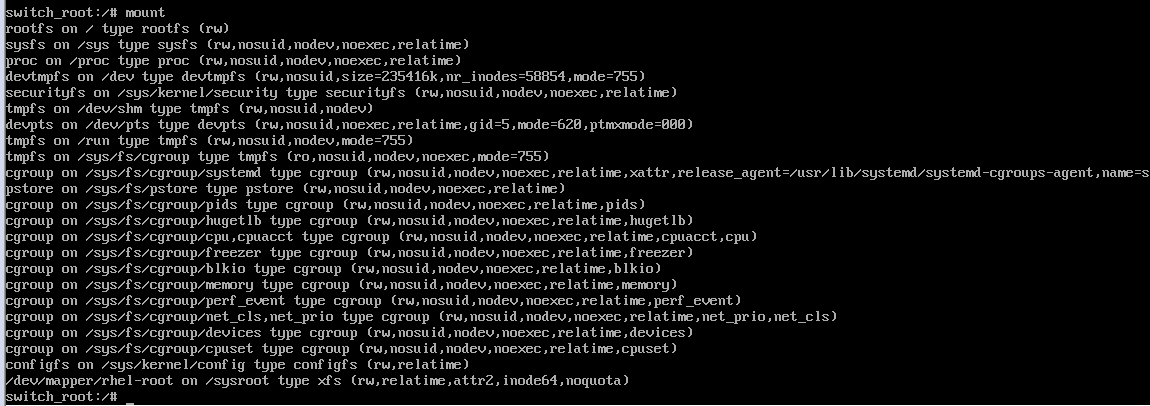 switch_root:/# mount
rootfs on / type rootfs (rw)
sysfs on /sys type sysfs (rw,nosuid,nodev,noexec,relatime)
proc on /proc type proc (rw,nosuid,nodev,noexec,relatime)
devtmpfs on /dev type devtmpfs (rw,nosuid,size=235416k,nr_inodes=58854,mode=755)
securityfs on /sys/kernel/security type securityfs (rw,nosuid,nodev,noexec,relatime)
tmpfs on /dev/shm type tmpfs (rw,nosuid,nodev)
devpts on /dev/pts type devpts (rw,nosuid,noexec,relatime,gid=5,mode=620,ptmxmode=000)
tmpfs on /run type tmpfs (rw,nosuid,nodev,mode=755)
tmpfs on /sys/fs/cgroup type tmpfs (ro,nosuid,nodev,noexec,mode=755)
cgroup on /sys/fs/cgroup/systemd type cgroup (rw,nosuid,nodev,noexec,relatime,xattr,release_agent=/usr/lib/systemd/systemd-cgroups-agent,name=s
pstore on /sys/fs/pstore type pstore (rw,nosuid,nodev,noexec,relatime)
cgroup on /sys/fs/cgroup/pids type cgroup (rw,nosuid,nodev,noexec,relatime,pids)
cgroup on /sys/fs/cgroup/hugetlb type cgroup (rw,nosuid,nodev,noexec,relatime,hugetlb)
cgroup on /sys/fs/cgroup/cpu,cpuacct type cgroup (rw,nosuid,nodev,noexec,relatime,cpuacct,cpu)
cgroup on /sys/fs/cgroup/freezer type cgroup (rw,nosuid,nodev,noexec,relatime,freezer)
cgroup on /sys/fs/cgroup/blkio type cgroup (rw,nosuid,nodev,noexec,relatime,blkio)
cgroup on /sys/fs/cgroup/memory type cgroup (rw,nosuid,nodev,noexec,relatime,memory)
cgroup on /sys/fs/cgroup/perf_event type cgroup (rw,nosuid,nodev,noexec,relatime,perf_event)
cgroup on /sys/fs/cgroup/net_cls,net_prio type cgroup (rw,nosuid,nodev,noexec,relatime,net_prio,net_cls)
cgroup on /sys/fs/cgroup/devices type cgroup (rw,nosuid,nodev,noexec,relatime,devices)
cgroup on /sys/fs/cgroup/cpuset type cgroup (rw,nosuid,nodev,noexec,relatime,cpuset)
configfs on /sys/kernel/config type configfs (rw,relatime)
/dev/mapper/rhel-root on /sysroot type xfs (rw,relatime,attr2,inode64,noquota)
switch_root:/# _